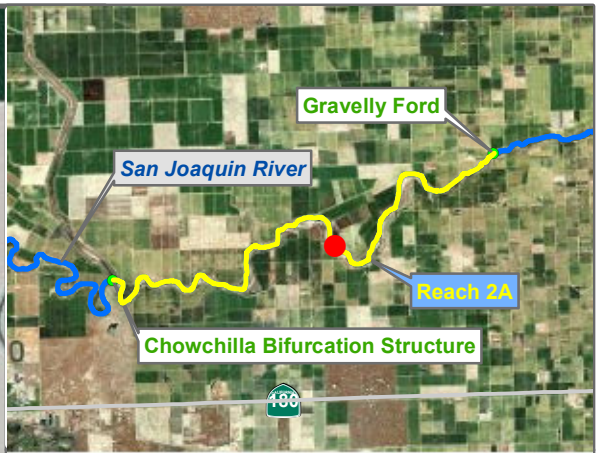 Gravelly Ford
San Joaquin River
Reach 2A
Chowchilla Bifurcation Structure
180